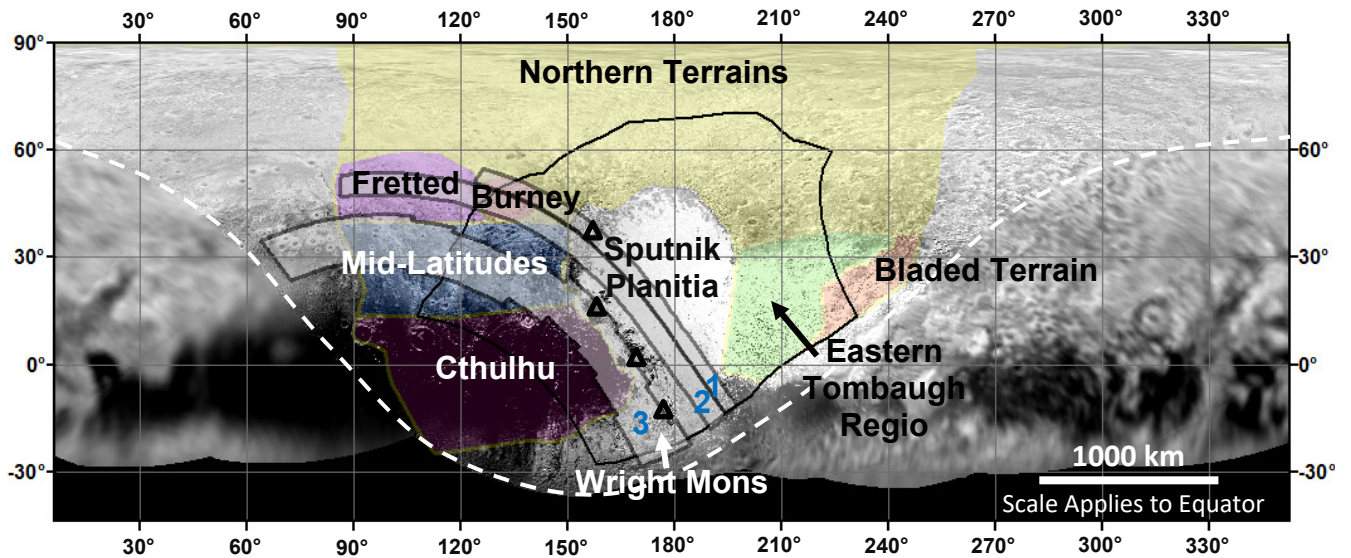 30° 60° 90° 120° 150° 180° 210° 240° 270° 300° 330°
90°
Northern Terrains
60° 60°
Fretted
Burney
Sputnik
Planitia
30° 30°
Mid-Latitudes
Bladed Terrain
Cthulhu
0° 0°
Eastern
Tombaugh
Regio
1
2
3
1000 km
-30° -30°
Wright Mons
Scale Applies to Equator
30° 60° 90° 120° 150° 180° 210° 240° 270° 300° 330°